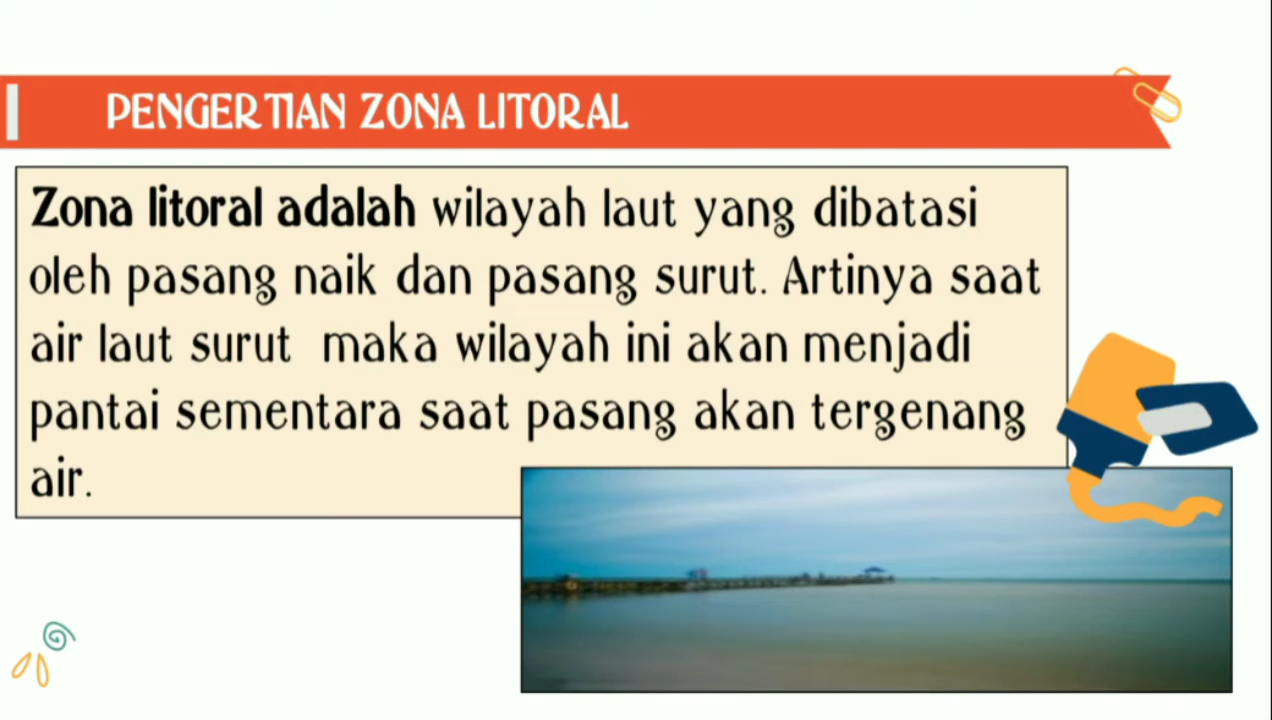 PENGERTIAN ZONA LITORAL
Zona litoral adalah wilayah laut yang dibatasi
oleh pasang naik dan pasang surut. Artinya saat
air laut surut maka wilayah ini akan menjadi
pantai sementara saat pasang akan tergenang
air.